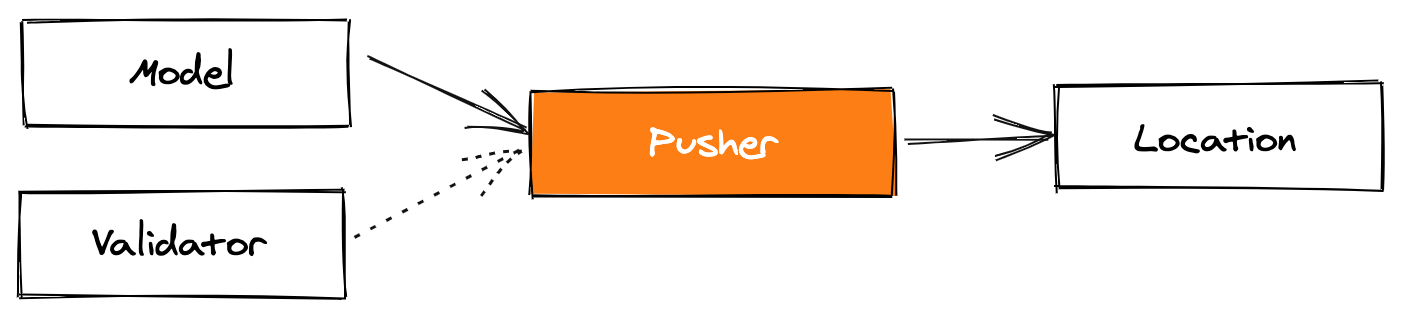 Model
Pusher
Location
Validator